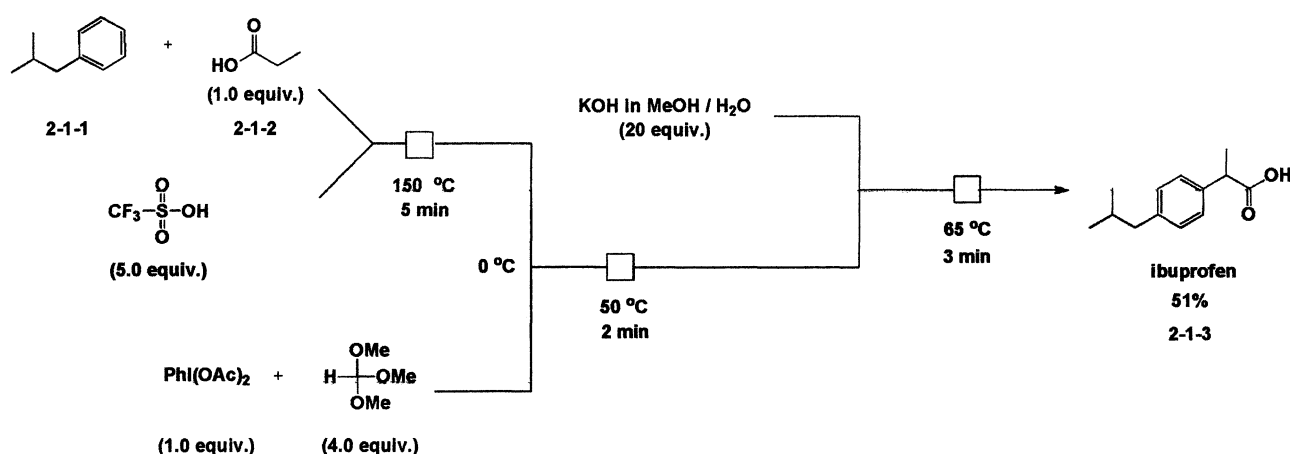 +
O
HO
(1.0 equiv.)
2-1-1
2-1-2
KOH in MeOH / H₂O
(20 equiv.)
O
CF₃-S-OH
O
(5.0 equiv.)
150 °C
5 min
0 °C
50 °C
2 min
65 °C
3 min
OH
O
ibuprofen
51%
2-1-3
PhI(OAc)₂ +
OMe
H OMe
OMe
(1.0 equiv.)
(4.0 equiv.)